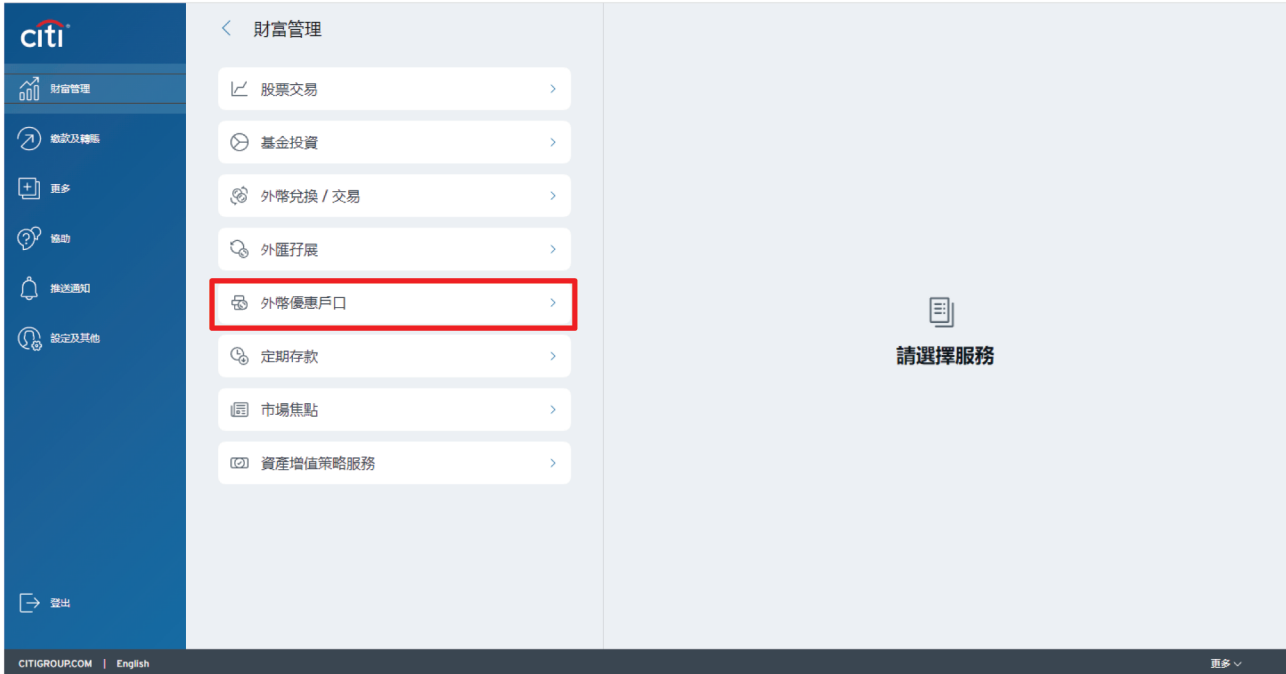 citi
財富管理
繳款及轉賬
更多
協助
推送通知
設定及其他
登出
財富管理
股票交易
基金投資
外幣兌換 / 交易
外匯孖展
外幣優惠戶口
定期存款
市場焦點
資產增值策略服務
請選擇服務
CITIGROUP.COM | English
更多